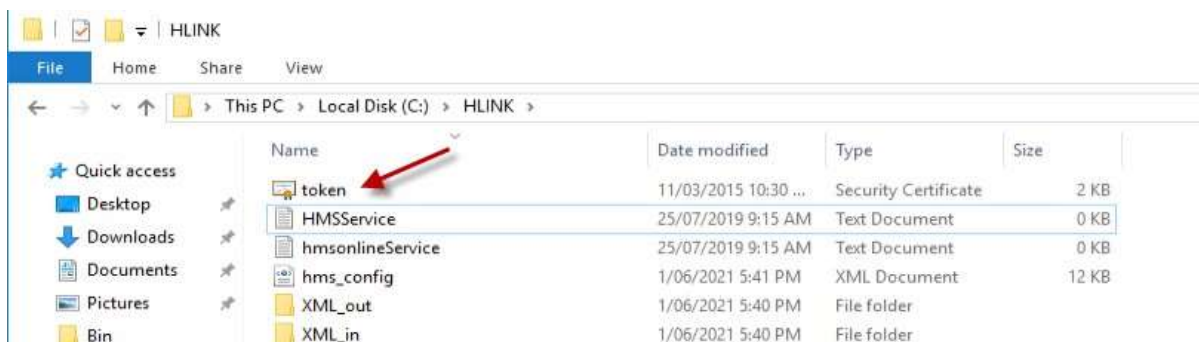 HLINK
File Home Share View
This PC > Local Disk (C:) > HLINK >
Name Date modified Type Size
Quick access
token 11/03/2015 10:30 ... Security Certificate 2 KB
Desktop
HMSService 25/07/2019 9:15 AM Text Document 0 KB
Downloads
hmsonlineService 25/07/2019 9:15 AM Text Document 0 KB
Documents
hms_config 1/06/2021 5:41 PM XML Document 12 KB
Pictures
XML_out 1/06/2021 5:40 PM File folder
Bin
XML_in 1/06/2021 5:40 PM File folder